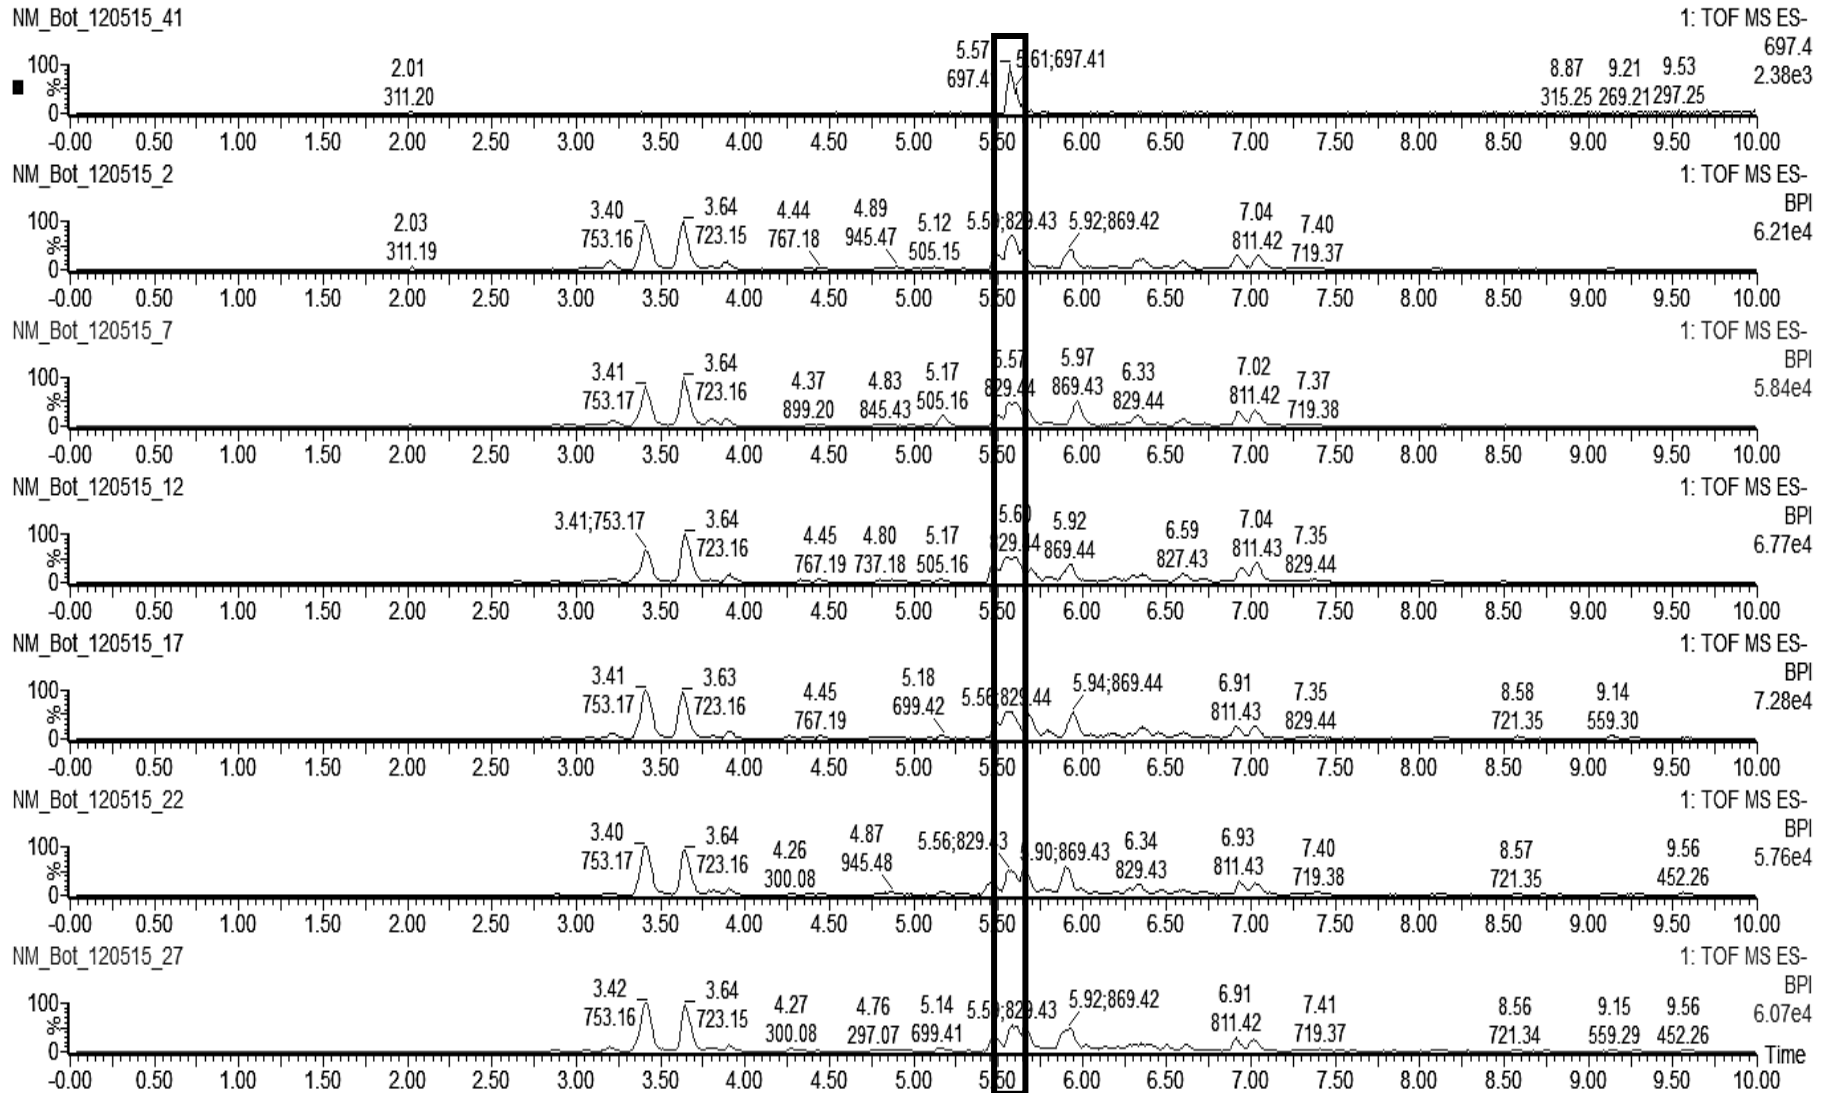 NM_Bot_120515_41 1: TOF MS ES-
697.4
2.38e3
5.57 5.61;697.41
697.4
2.01 8.87 9.21 9.53
311.20 315.25 269.21 297.25
100
%
0
-0.00 0.50 1.00 1.50 2.00 2.50 3.00 3.50 4.00 4.50 5.00 5.50 6.00 6.50 7.00 7.50 8.00 8.50 9.00 9.50 10.00
NM_Bot_120515_2 1: TOF MS ES-
BPI
6.21e4
2.03 3.40 3.64 4.44 4.89 5.12 5.59;829.43 5.92;869.42 7.04 7.40
311.19 753.16 723.15 767.18 945.47 505.15 811.42 719.37
100
%
0
-0.00 0.50 1.00 1.50 2.00 2.50 3.00 3.50 4.00 4.50 5.00 5.50 6.00 6.50 7.00 7.50 8.00 8.50 9.00 9.50 10.00
NM_Bot_120515_7 1: TOF MS ES-
BPI
5.84e4
3.41 3.64 4.37 4.83 5.17 5.57 5.97 6.33 7.02 7.37
753.17 723.16 899.20 845.43 505.16 829.44 869.43 829.44 811.42 719.38
100
%
0
-0.00 0.50 1.00 1.50 2.00 2.50 3.00 3.50 4.00 4.50 5.00 5.50 6.00 6.50 7.00 7.50 8.00 8.50 9.00 9.50 10.00
NM_Bot_120515_12 1: TOF MS ES-
BPI
6.77e4
3.41;753.17 3.64 4.45 4.80 5.17 5.60 5.92 6.59 7.04 7.35
723.16 767.19 737.18 505.16 829.44 869.44 827.43 811.43 829.44
100
%
0
-0.00 0.50 1.00 1.50 2.00 2.50 3.00 3.50 4.00 4.50 5.00 5.50 6.00 6.50 7.00 7.50 8.00 8.50 9.00 9.50 10.00
NM_Bot_120515_17 1: TOF MS ES-
BPI
7.28e4
3.41 3.63 4.45 5.18 5.56;829.44 5.94;869.44 6.91 7.35 8.58 9.14
753.17 723.16 767.19 699.42 811.43 829.44 721.35 559.30
100
%
0
-0.00 0.50 1.00 1.50 2.00 2.50 3.00 3.50 4.00 4.50 5.00 5.50 6.00 6.50 7.00 7.50 8.00 8.50 9.00 9.50 10.00
NM_Bot_120515_22 1: TOF MS ES-
BPI
5.76e4
3.40 3.64 4.26 4.87 5.56;829.43 5.90;869.43 6.34 6.93 7.40 8.57 9.56
753.17 723.16 300.08 945.48 829.43 811.43 719.38 721.35 452.26
100
%
0
-0.00 0.50 1.00 1.50 2.00 2.50 3.00 3.50 4.00 4.50 5.00 5.50 6.00 6.50 7.00 7.50 8.00 8.50 9.00 9.50 10.00
NM_Bot_120515_27 1: TOF MS ES-
BPI
6.07e4
3.42 3.64 4.27 4.76 5.14 5.59;829.43 5.92;869.42 6.91 7.41 8.56 9.15 9.56
753.16 723.15 300.08 297.07 699.41 811.42 719.37 721.34 559.29 452.26
100
%
0
Time
-0.00 0.50 1.00 1.50 2.00 2.50 3.00 3.50 4.00 4.50 5.00 5.50 6.00 6.50 7.00 7.50 8.00 8.50 9.00 9.50 10.00